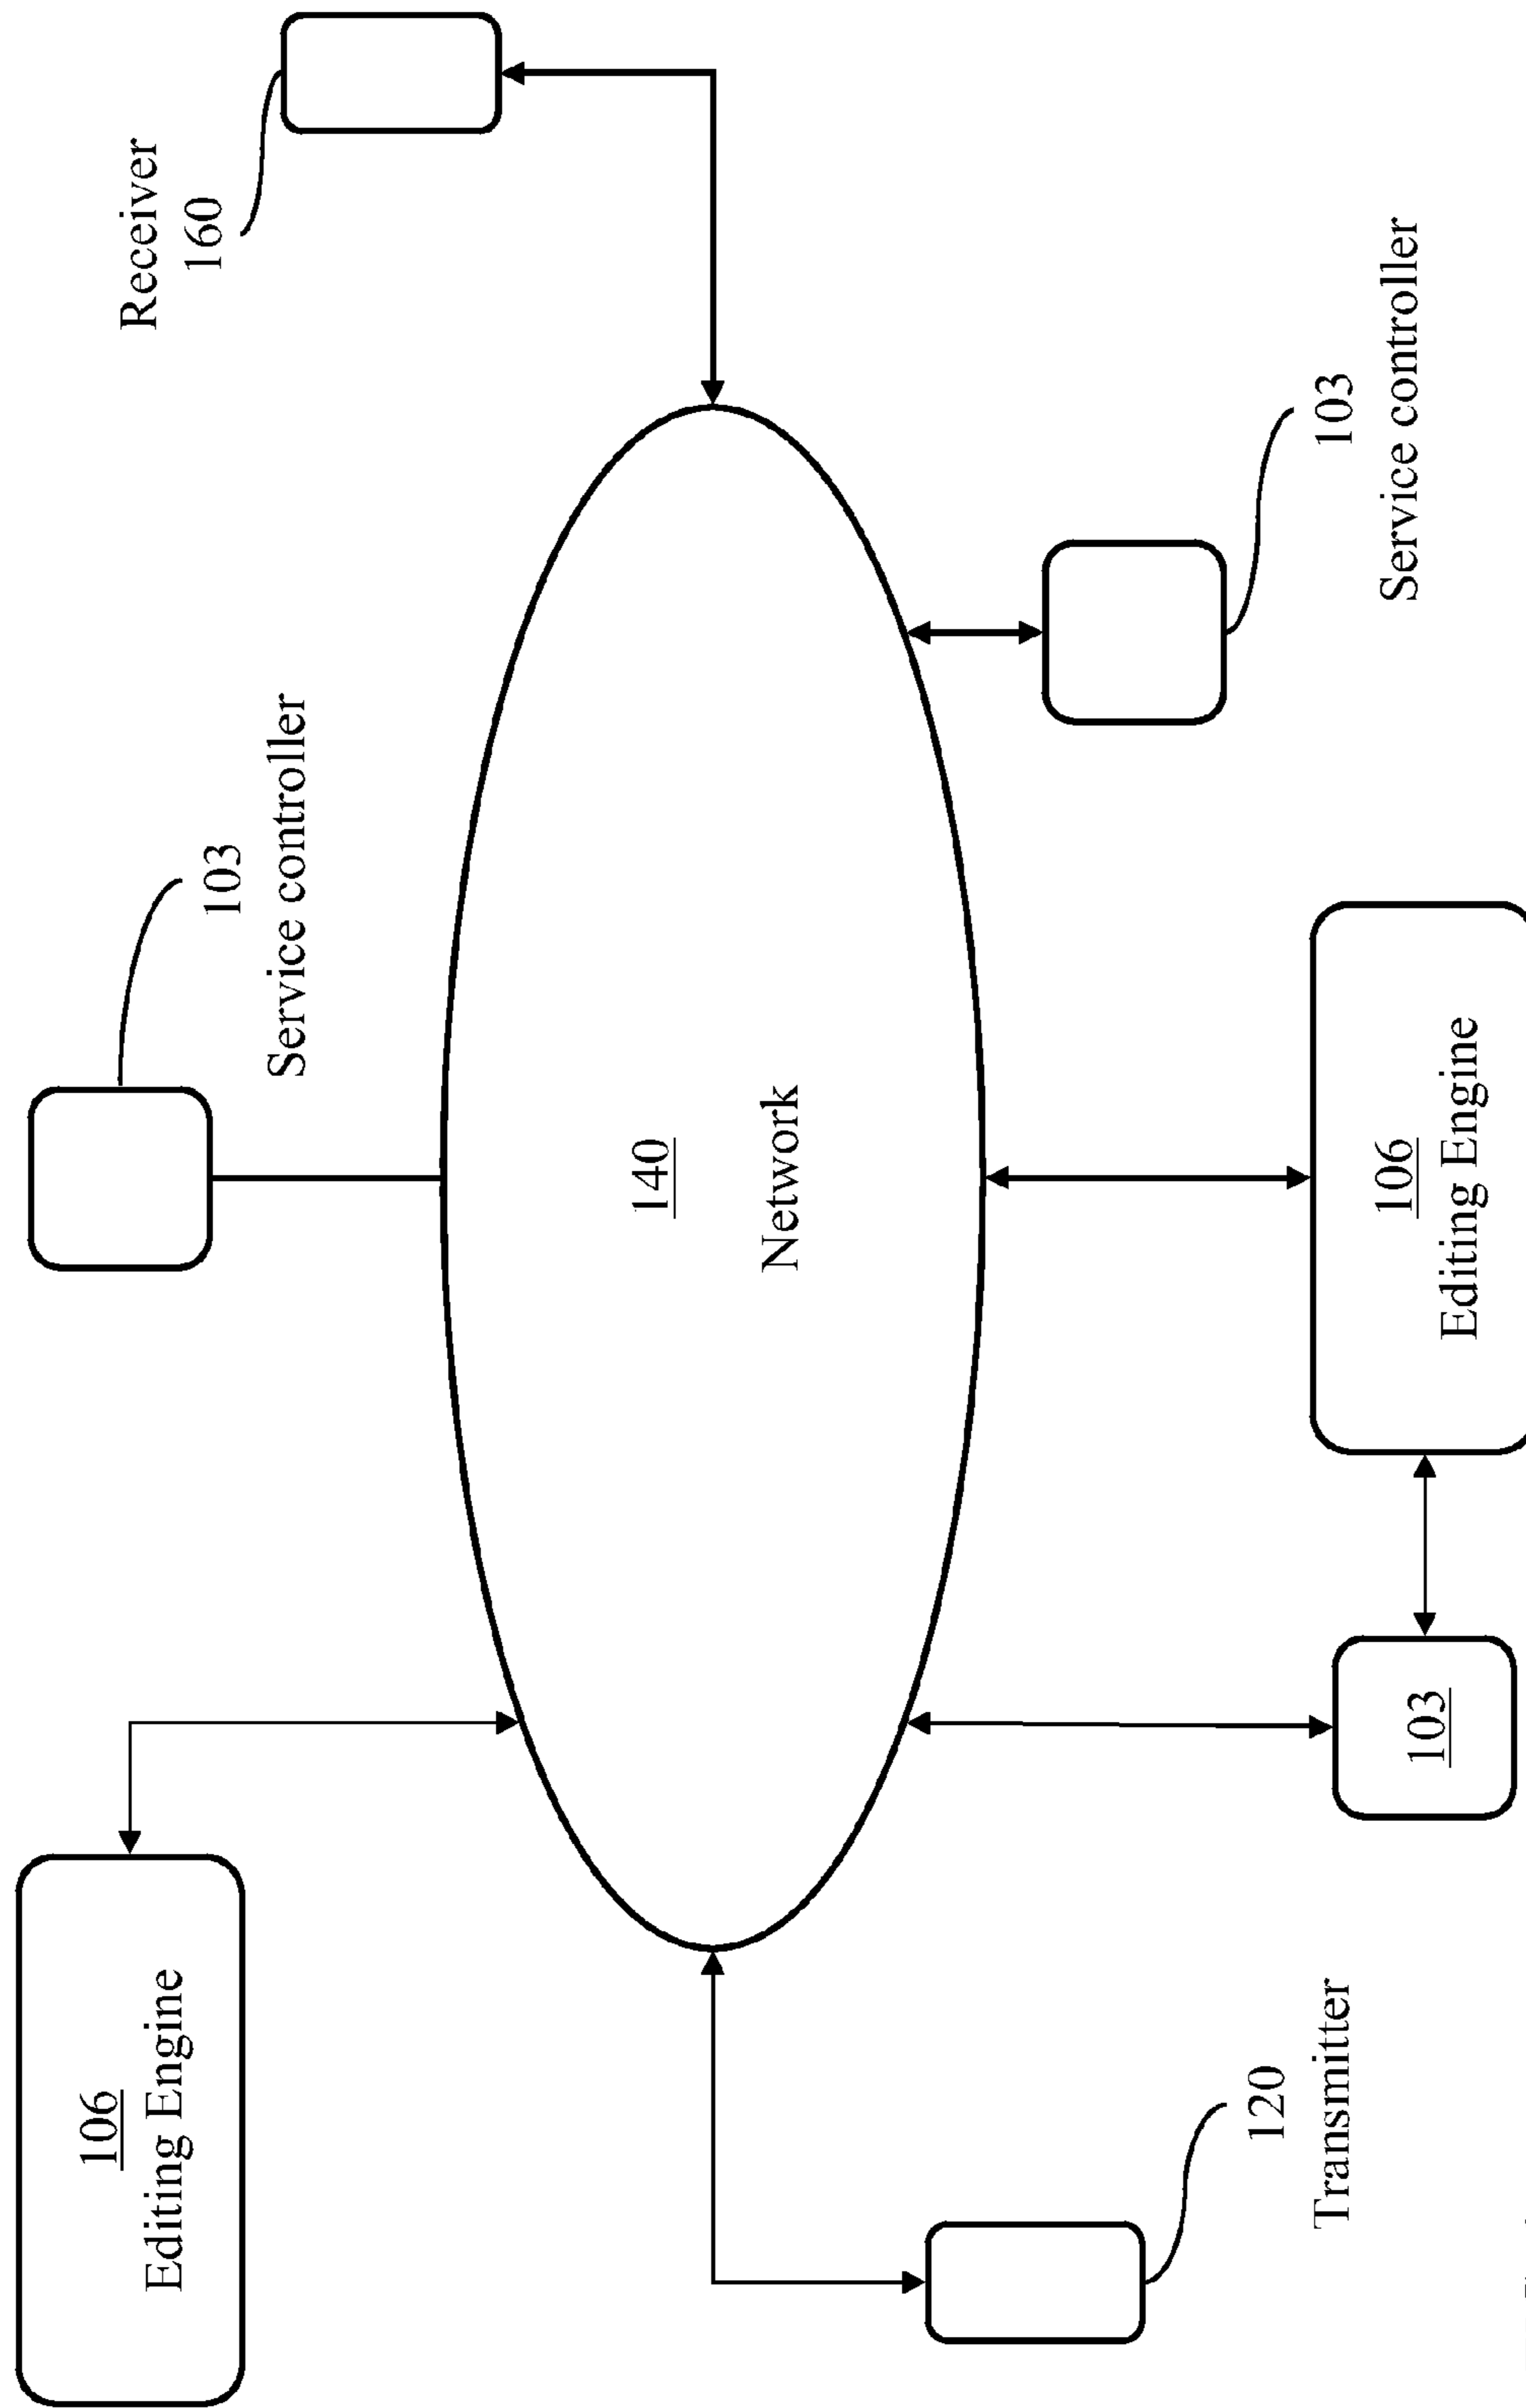 106
Editing Engine
103
Service controller
Receiver
160
140
Network
120
Transmitter
103
Service controller
103
106
Editing Engine